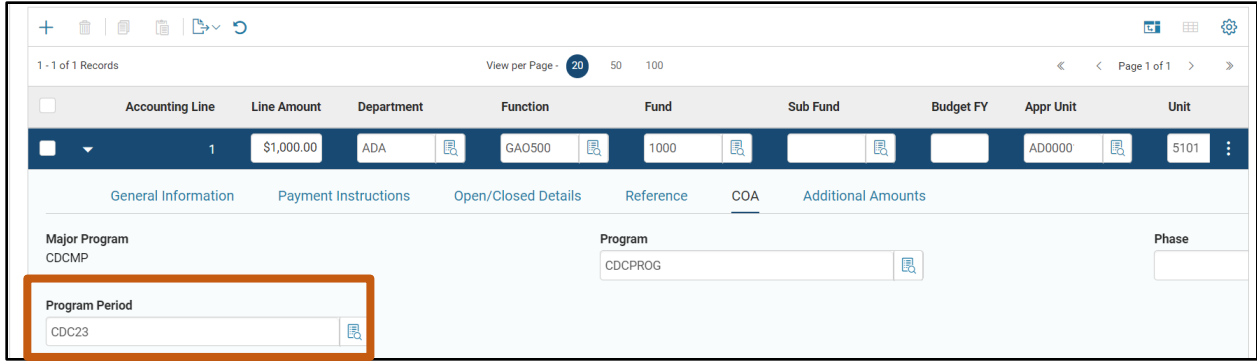 1 - 1 of 1 Records View per Page - 20 50 100 Page 1 of 1
Accounting Line Line Amount Department Function Fund Sub Fund Budget FY Appr Unit Unit
1 $1,000.00 ADA GAO500 1000 AD0000 5101
General Information Payment Instructions Open/Closed Details Reference COA Additional Amounts
Major Program Program Phase
CDCMP CDCPROG
Program Period
CDC23